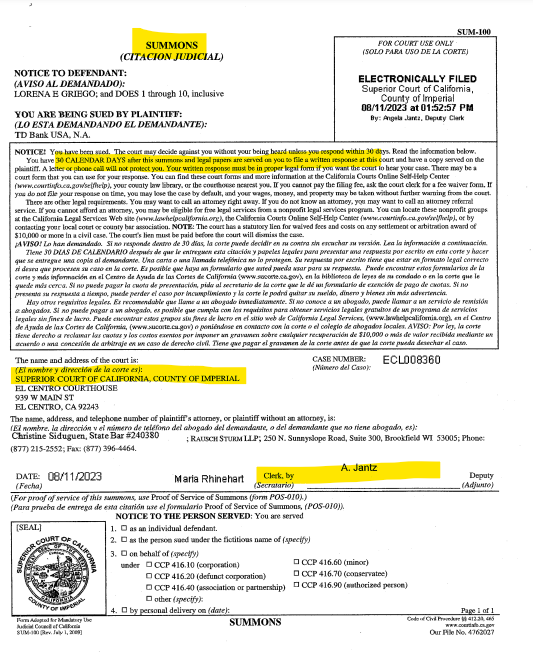 SUM-100
SUMMONS
(CITACION JUDICIAL)
FOR COURT USE ONLY
(SOLO PARA USO DE LA CORTE)
NOTICE TO DEFENDANT:
(AVISO AL DEMANDADO):
LORENA E GRIEGO; and DOES 1 through 10, inclusive
ELECTRONICALLY FILED
Superior Court of California,
County of Imperial
08/11/2023 at 01:52:57 PM
By: Angela Jantz, Deputy Clerk
YOU ARE BEING SUED BY PLAINTIFF:
(LO ESTA DEMANDANDO EL DEMANDANTE):
TD Bank USA, N.A.
NOTICE! You have been sued. The court may decide against you without your being heard unless you respond within 30 days. Read the information below.
You have 30 CALENDAR DAYS after this summons and legal papers are served on you to file a written response at this court and have a copy served on the
plaintiff. A letter or phone call will not protect you. Your written response must be in proper legal form if you want the court to hear your case. There may be a
court form that you can use for your response. You can find these court forms and more information at the California Courts Online Self-Help Center
(www.courtinfo.ca.gov/selfhelp), your county law library, or the courthouse nearest you. If you cannot pay the filing fee, ask the court clerk for a fee waiver form. If
you do not file your response on time, you may lose the case by default, and your wages, money, and property may be taken without further warning from the court.
There are other legal requirements. You may want to call an attorney right away. If you do not know an attorney, you may want to call an attorney referral
service. If you cannot afford an attorney, you may be eligible for free legal services from a nonprofit legal services program. You can locate these nonprofit groups
at the California Legal Services Web site (www.lawhelpcalifornia.org), the California Courts Online Self-Help Center (www.courtinfo.ca.gov/selfhelp), or by
contacting your local court or county bar association. NOTE: The court has a statutory lien for waived fees and costs on any settlement or arbitration award of
$10,000 or more in a civil case. The court's lien must be paid before the court will dismiss the case.
¡AVISO! Lo han demandado. Si no responde dentro de 30 días, la corte puede decidir en su contra sin escuchar su versión. Lea la información a continuación.
Tiene 30 DIAS DE CALENDARIO después de que le entreguen esta citación y papeles legales para presentar una respuesta por escrito en esta corte y hacer
que se entregue una copia al demandante. Una carta o una llamada telefónica no lo protegen. Su respuesta por escrito tiene que estar en formato legal correcto
si desea que procesen su caso en la corte. Es posible que haya un formulario que usted pueda usar para su respuesta. Puede encontrar estos formularios de la
corte y más información en el Centro de Ayuda de las Cortes de California (www.sucorte.ca.gov), en la biblioteca de leyes de su condado o en la corte que le
quede más cerca. Si no puede pagar la cuota de presentación, pida al secretario de la corte que le dé un formulario de exención de pago de cuotas. Si no
presenta su respuesta a tiempo, puede perder el caso por incumplimiento y la corte le podrá quitar su sueldo, dinero y bienes sin más advertencia.
Hay otros requisitos legales. Es recomendable que llame a un abogado inmediatamente. Si no conoce a un abogado, puede llamar a un servicio de remisión
a abogados. Si no puede pagar a un abogado, es posible que cumpla con los requisitos para obtener servicios legales gratuitos de un programa de servicios
legales sin fines de lucro. Puede encontrar estos grupos sin fines de lucro en el sitio web de California Legal Services, (www.lawhelpcalifornia.org), en el Centro
de Ayuda de las Cortes de California, (www.sucorte.ca.gov) o poniéndose en contacto con la corte o el colegio de abogados locales. AVISO: Por ley, la corte
tiene derecho a reclamar las cuotas y los costos exentos por imponer un gravamen sobre cualquier recuperación de $10,000 o más de valor recibida mediante un
acuerdo o una concesión de arbitraje en un caso de derecho civil. Tiene que pagar el gravamen de la corte antes de que la corte pueda desechar el caso.
The name and address of the court is:
(El nombre y dirección de la corte es):
SUPERIOR COURT OF CALIFORNIA, COUNTY OF IMPERIAL
EL CENTRO COURTHOUSE
939 W MAIN ST
EL CENTRO, CA 92243
CASE NUMBER: ECL008360
(Número del Caso):
The name, address, and telephone number of plaintiff's attorney, or plaintiff without an attorney, is:
(El nombre, la dirección y el número de teléfono del abogado del demandante, o del demandante que no tiene abogado, es):
Christine Siduguen, State Bar #240380 ; RAUSCH STURM LLP; 250 N. Sunnyslope Road, Suite 300, Brookfield WI 53005; Phone:
(877) 215-2552; Fax: (877) 396-4464.
DATE: 08/11/2023 Maria Rhinehart Clerk, by A. Jantz Deputy
(Fecha) (Secretario) (Adjunto)
(For proof of service of this summons, use Proof of Service of Summons (form POS-010).)
(Para prueba de entrega de esta citatión use el formulario Proof of Service of Summons, (POS-010)).
NOTICE TO THE PERSON SERVED: You are served
[SEAL]
1. ☐ as an individual defendant.
2. ☐ as the person sued under the fictitious name of (specify)
3. ☐ on behalf of (specify)
under ☐ CCP 416.10 (corporation) ☐ CCP 416.60 (minor)
☐ CCP 416.20 (defunct corporation) ☐ CCP 416.70 (conservatee)
☐ CCP 416.40 (association or partnership) ☐ CCP 416.90 (authorized person)
☐ other (specify):
4. ☐ by personal delivery on (date):
SUPERIOR COURT OF CALIFORNIA
COUNTY OF IMPERIAL
Page 1 of 1
Form Adopted for Mandatory Use
Judicial Council of California
SUM-100 [Rev. July 1, 2009]
SUMMONS
Code of Civil Procedure §§ 412.20, 465
www.courtinfo.ca.gov
Our File No. 4762027